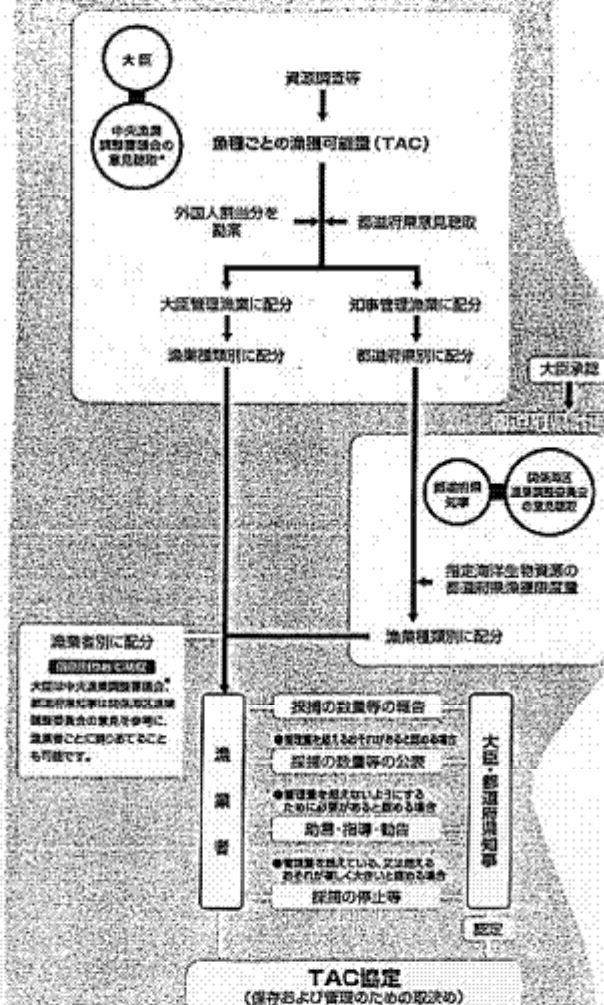 大臣
中央漁業
調整審議会の
意見聴取*
資源調査等
魚種ごとの漁獲可能量(TAC)
外国人割当分を
勘案
都道府県意見聴取
大臣管理漁業に配分
知事管理漁業に配分
漁業種類別に配分
都道府県別に配分
大臣承認
都道府県
知事
関係海区
漁業調整委員会
の意見聴取
指定海洋生物資源の
都道府県漁獲限度量
漁業種類別に配分
漁業者別に配分
大臣は中央漁業調整審議会*、
都道府県知事は関係海区漁業
調整委員会の意見を参考に、
漁業者ごとに割り当てること
も可能です。
漁業者
採捕の数量等の報告
●管理量を超えるおそれがあると認める場合
採捕の数量等の公表
●管理量を超えないようにする
ために必要があると認める場合
助言・指導・勧告
●管理量を超えている、又は超える
おそれが著しく大きいと認める場合
採捕の停止等
大臣・都道府県知事
認定
TAC協定
(保存および管理のための取決め)